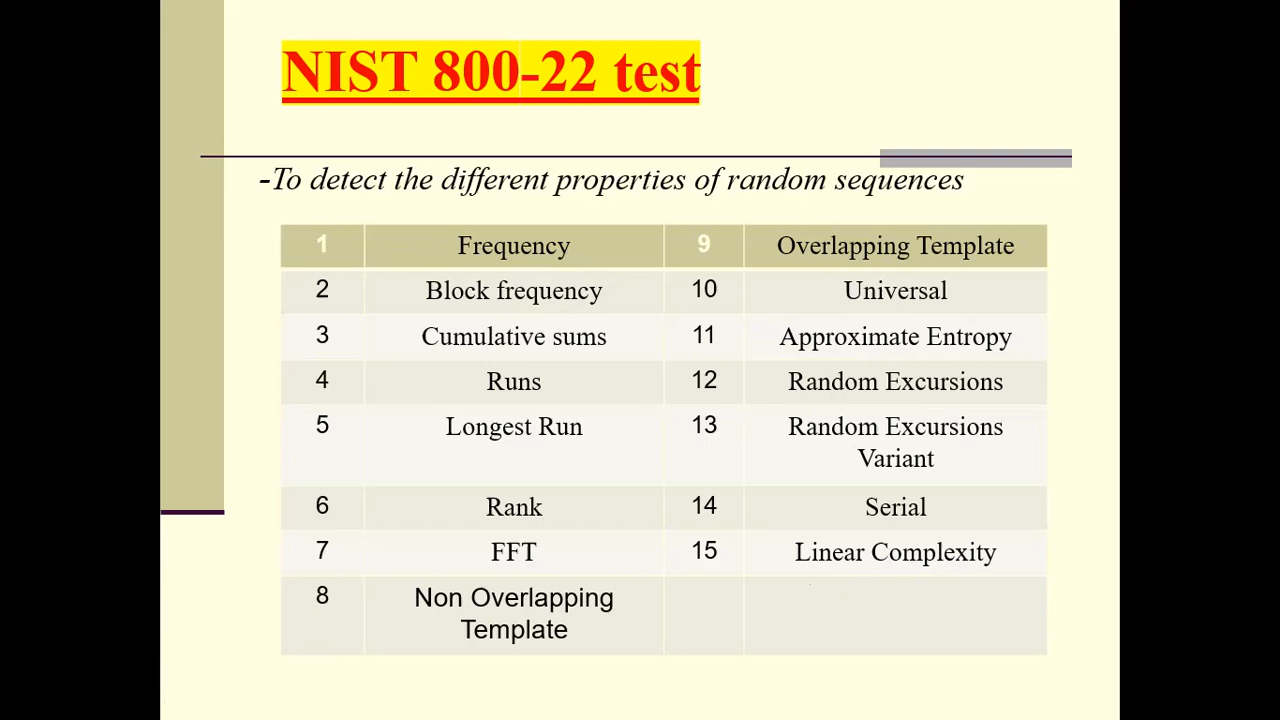 NIST 800-22 test
-To detect the different properties of random sequences
1 Frequency 9 Overlapping Template
2 Block frequency 10 Universal
3 Cumulative sums 11 Approximate Entropy
4 Runs 12 Random Excursions
5 Longest Run 13 Random Excursions
Variant
6 Rank 14 Serial
7 FFT 15 Linear Complexity
8 Non Overlapping
Template